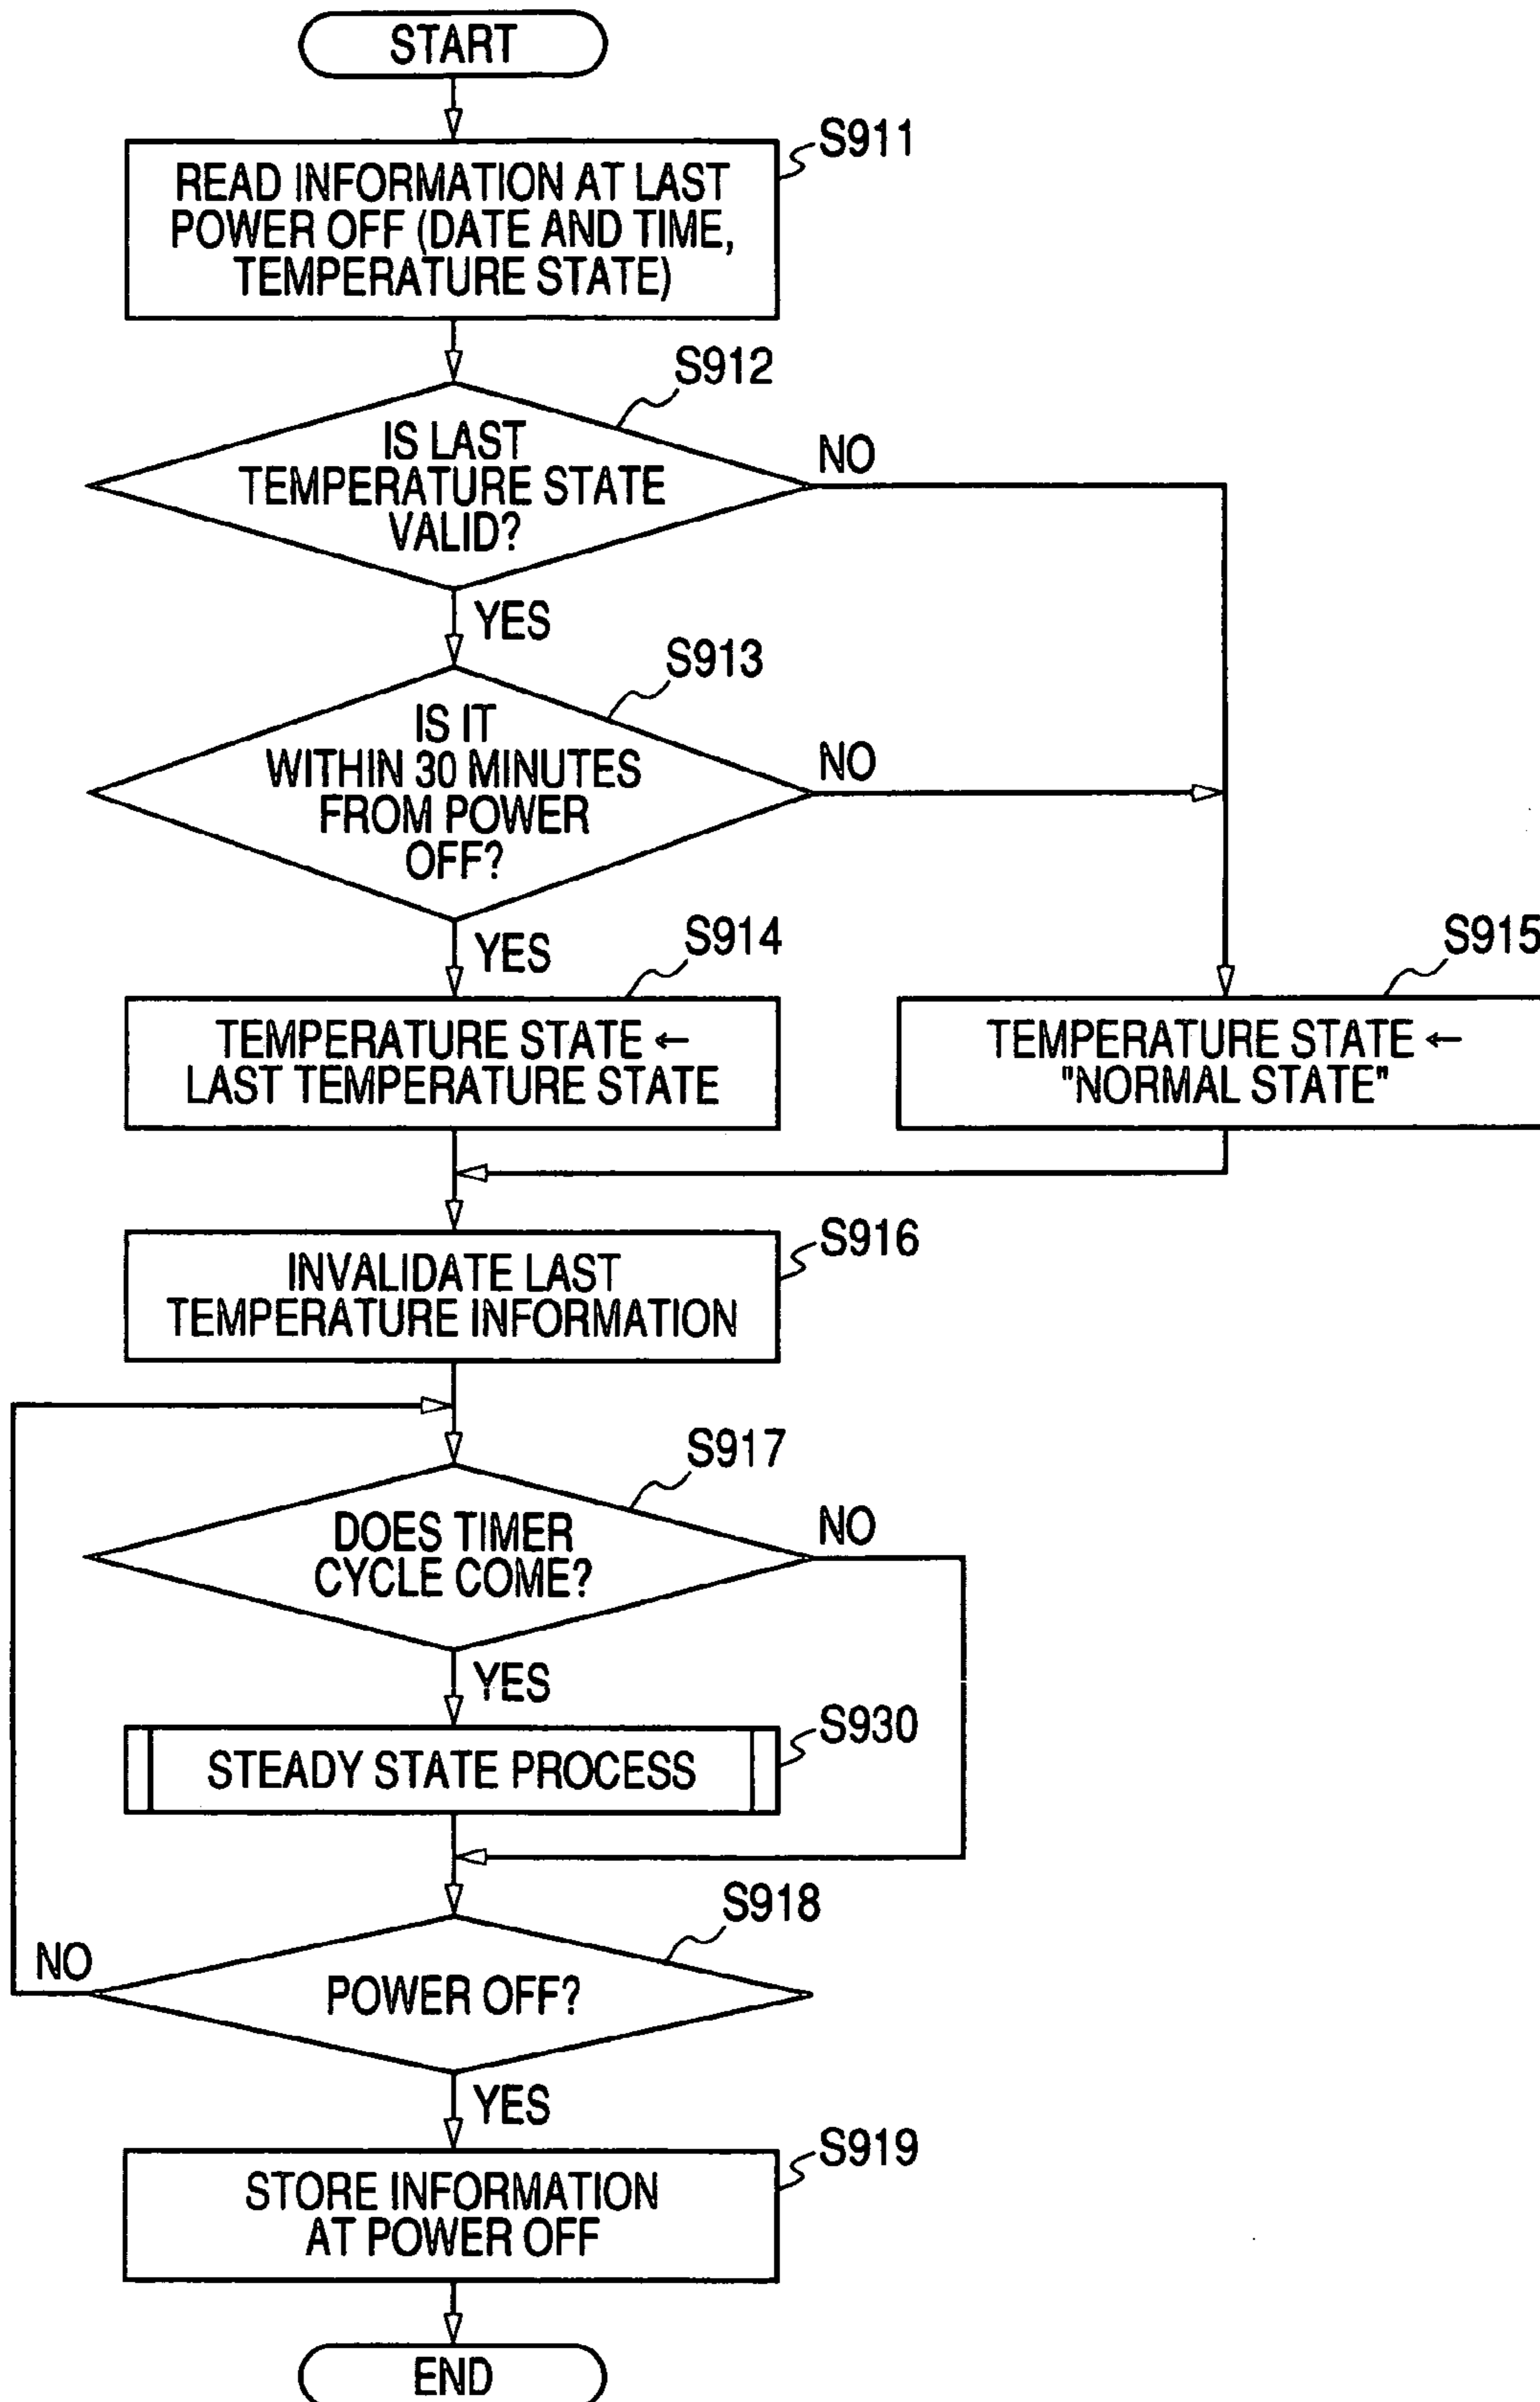 START
S911
READ INFORMATION AT LAST
POWER OFF (DATE AND TIME,
TEMPERATURE STATE)
S912
IS LAST
TEMPERATURE STATE
VALID?
NO
YES
S913
IS IT
WITHIN 30 MINUTES
FROM POWER
OFF?
NO
YES
S914
S915
TEMPERATURE STATE ←
LAST TEMPERATURE STATE
TEMPERATURE STATE ←
"NORMAL STATE"
S916
INVALIDATE LAST
TEMPERATURE INFORMATION
S917
DOES TIMER
CYCLE COME?
NO
YES
S930
STEADY STATE PROCESS
S918
NO
POWER OFF?
YES
S919
STORE INFORMATION
AT POWER OFF
END